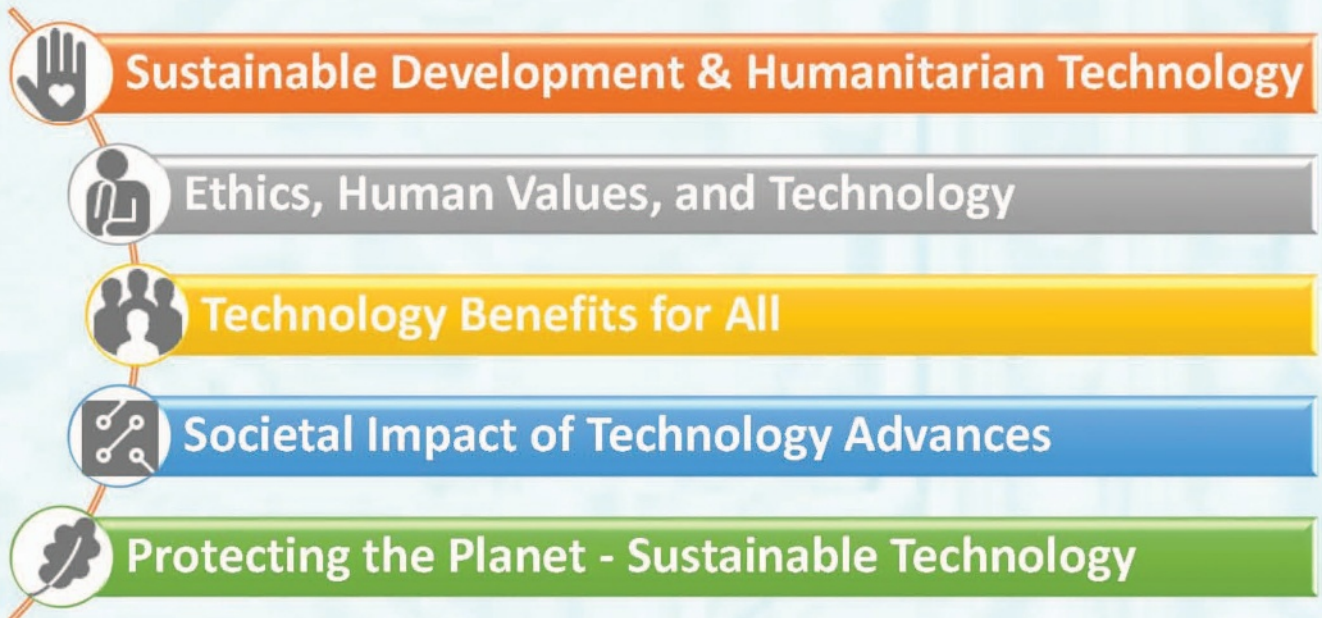 Sustainable Development & Humanitarian Technology
Ethics, Human Values, and Technology
Technology Benefits for All
Societal Impact of Technology Advances
Protecting the Planet - Sustainable Technology